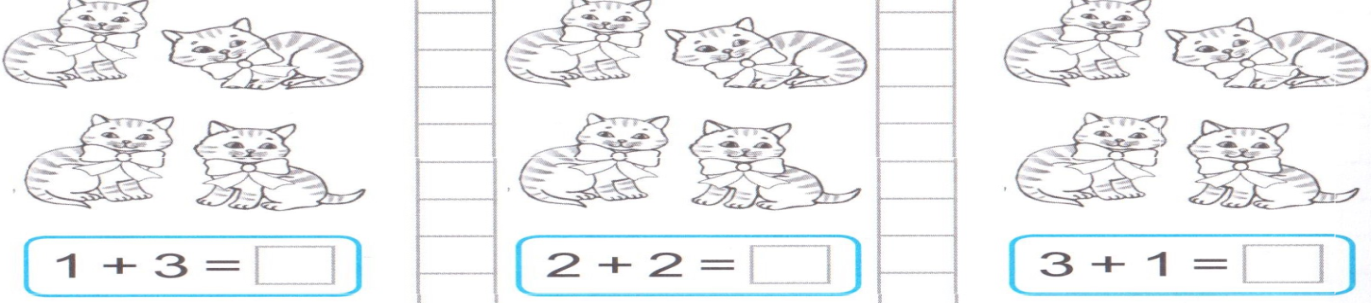 1 + 3 =
2 + 2 =
3 + 1 =